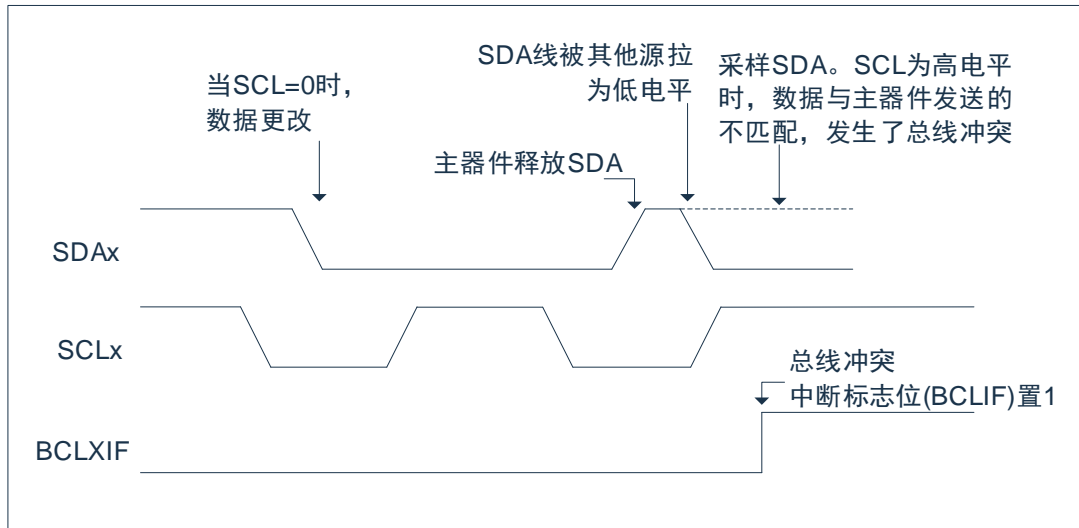 当SCL=0时，
数据更改
SDA线被其他源拉
为低电平
采样SDA。SCL为高电平
时，数据与主器件发送的
不匹配，发生了总线冲突
主器件释放SDA
SDAx
SCLx
总线冲突
中断标志位(BCLIF)置1
BCLXIF